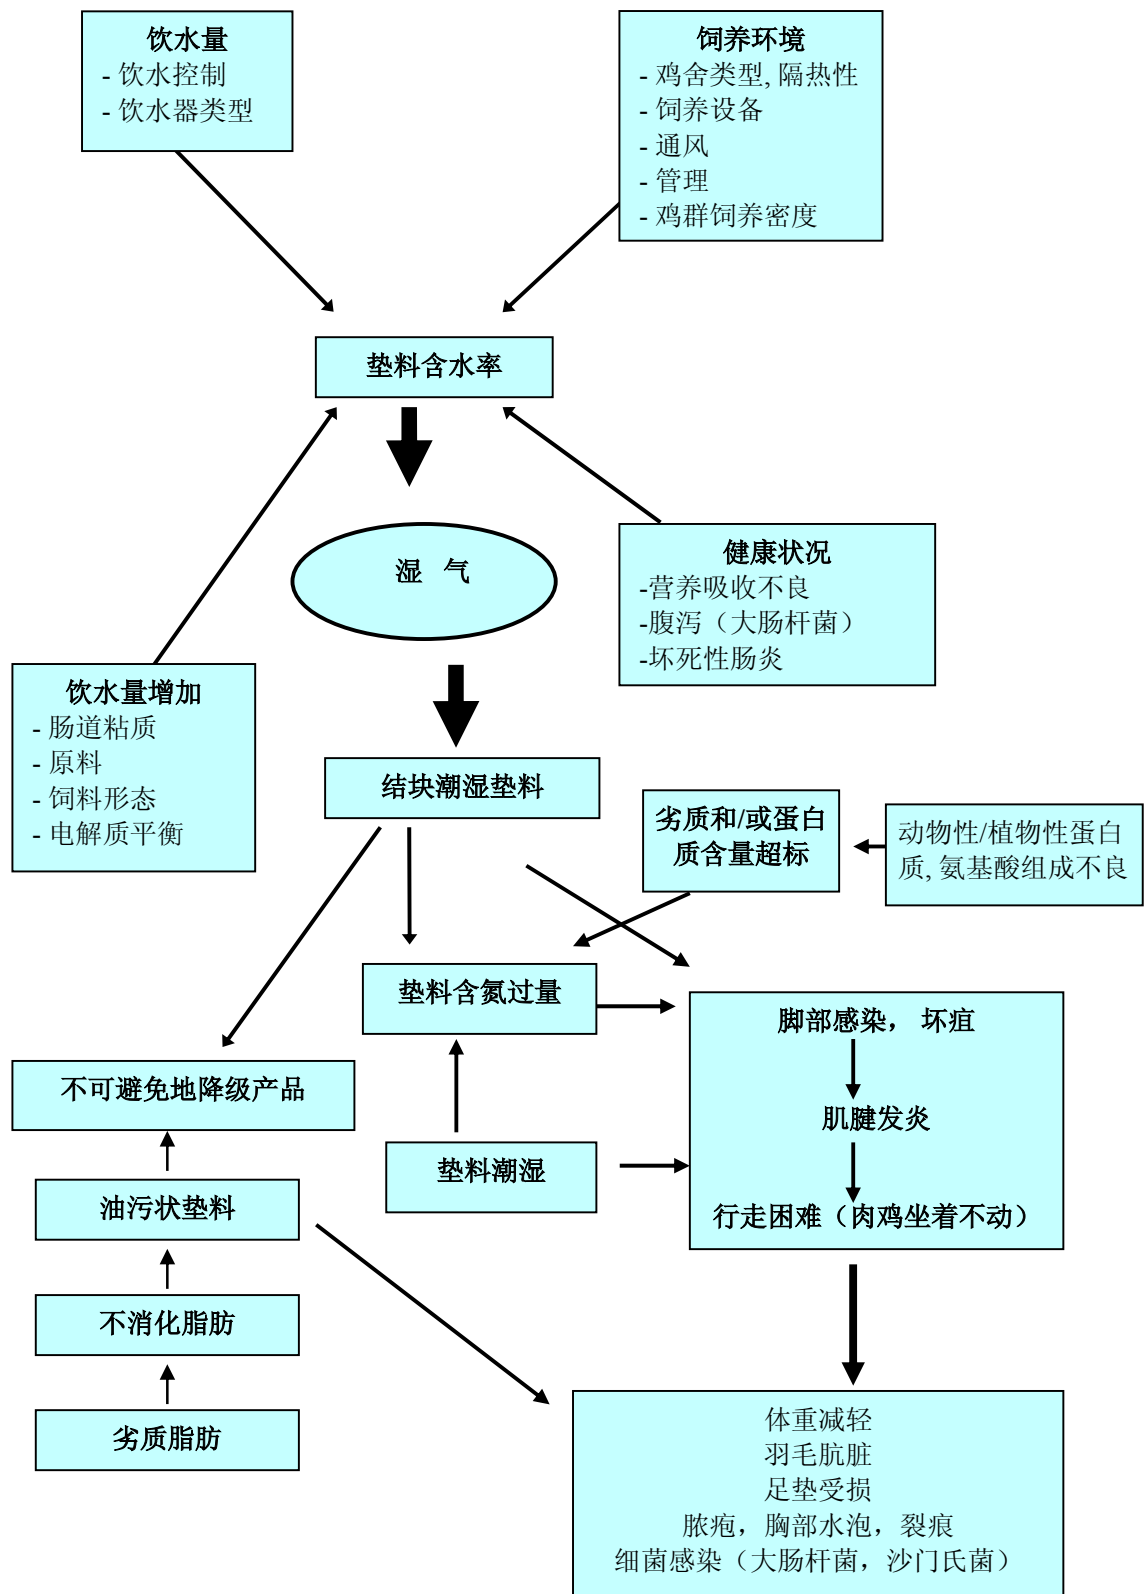 饮水量
- 饮水控制
- 饮水器类型
饲养环境
- 鸡舍类型, 隔热性
- 饲养设备
- 通风
- 管理
- 鸡群饲养密度
垫料含水率
湿 气
健康状况
-营养吸收不良
-腹泻（大肠杆菌）
-坏死性肠炎
饮水量增加
- 肠道粘质
- 原料
- 饲料形态
- 电解质平衡
结块潮湿垫料
劣质和/或蛋白
质含量超标
动物性/植物性蛋白
质, 氨基酸组成不良
垫料含氮过量
脚部感染， 坏疽
肌腱发炎
行走困难（肉鸡坐着不动）
不可避免地降级产品
垫料潮湿
油污状垫料
不消化脂肪
劣质脂肪
体重减轻
羽毛肮脏
足垫受损
脓疱，胸部水泡，裂痕
细菌感染（大肠杆菌，沙门氏菌）